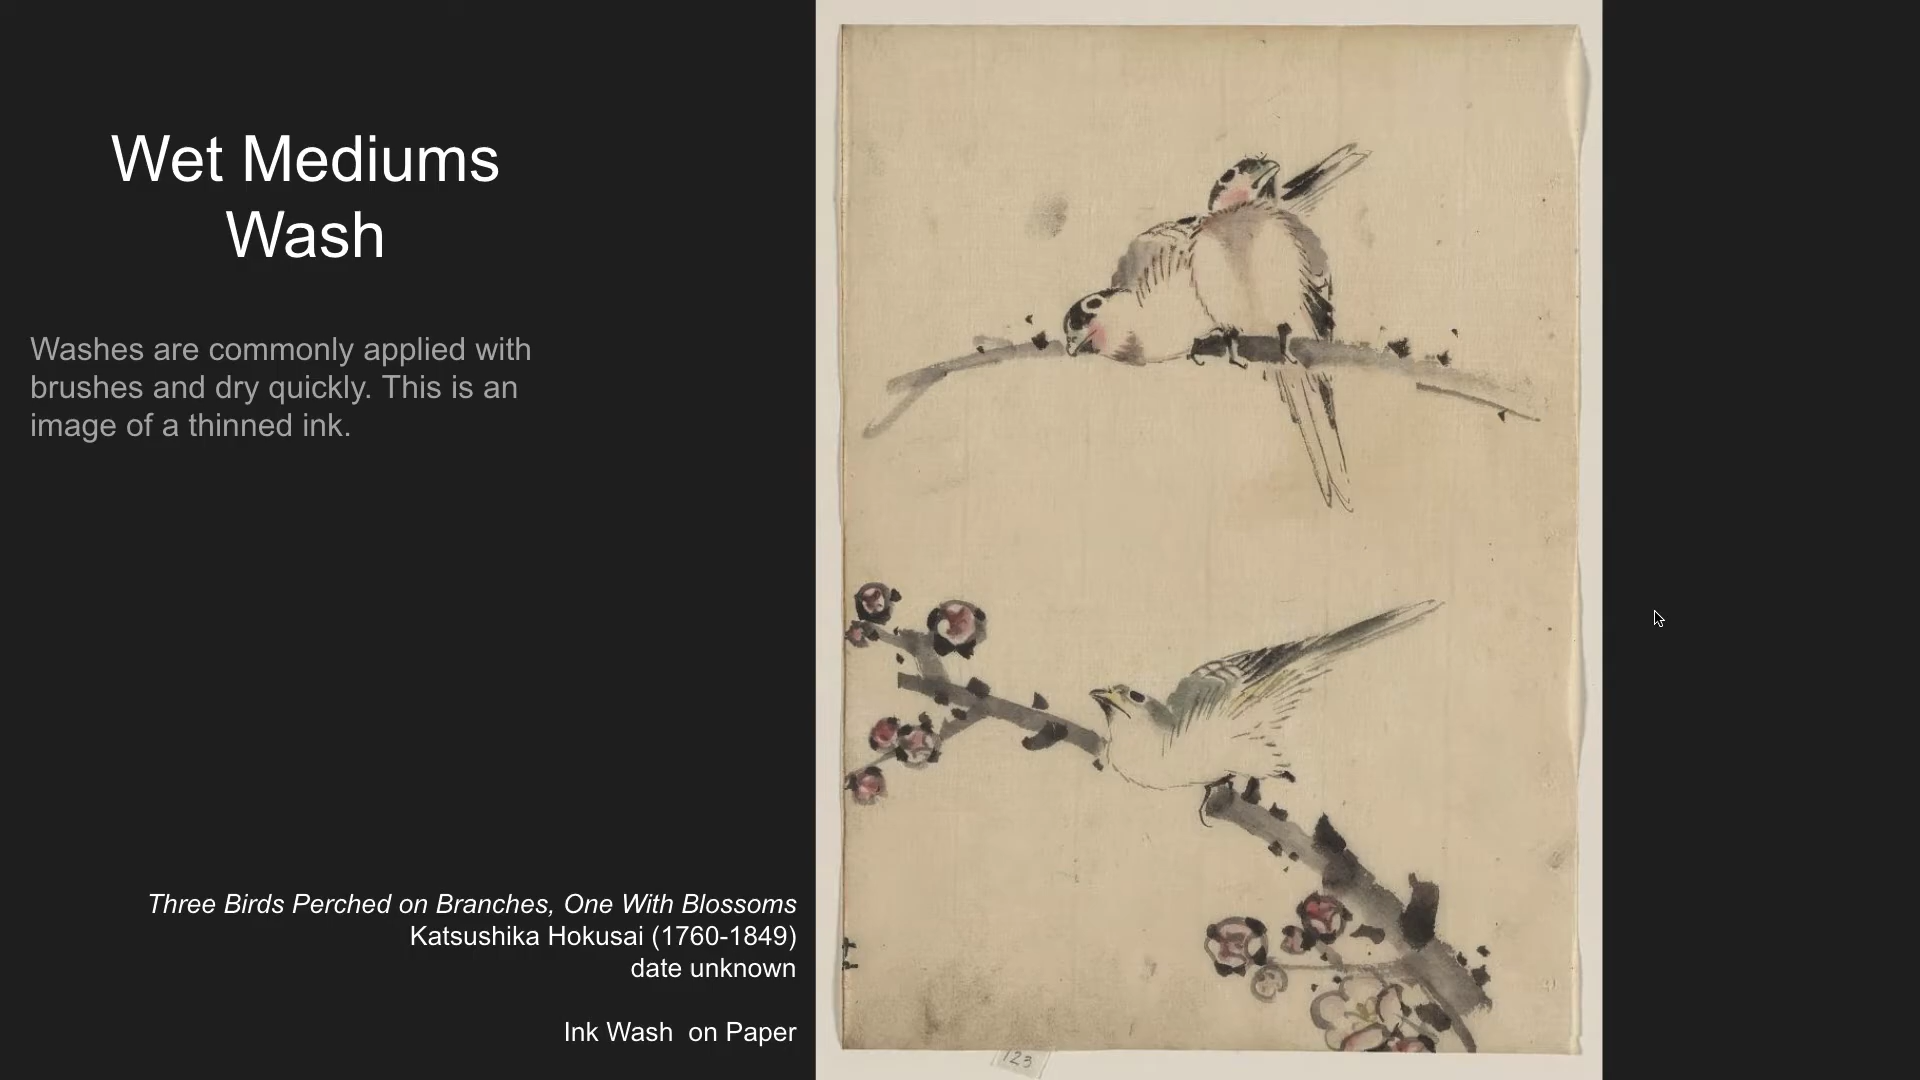 Wet Mediums
Wash
Washes are commonly applied with
brushes and dry quickly. This is an
image of a thinned ink.
Three Birds Perched on Branches, One With Blossoms
Katsushika Hokusai (1760-1849)
date unknown
Ink Wash  on Paper
123